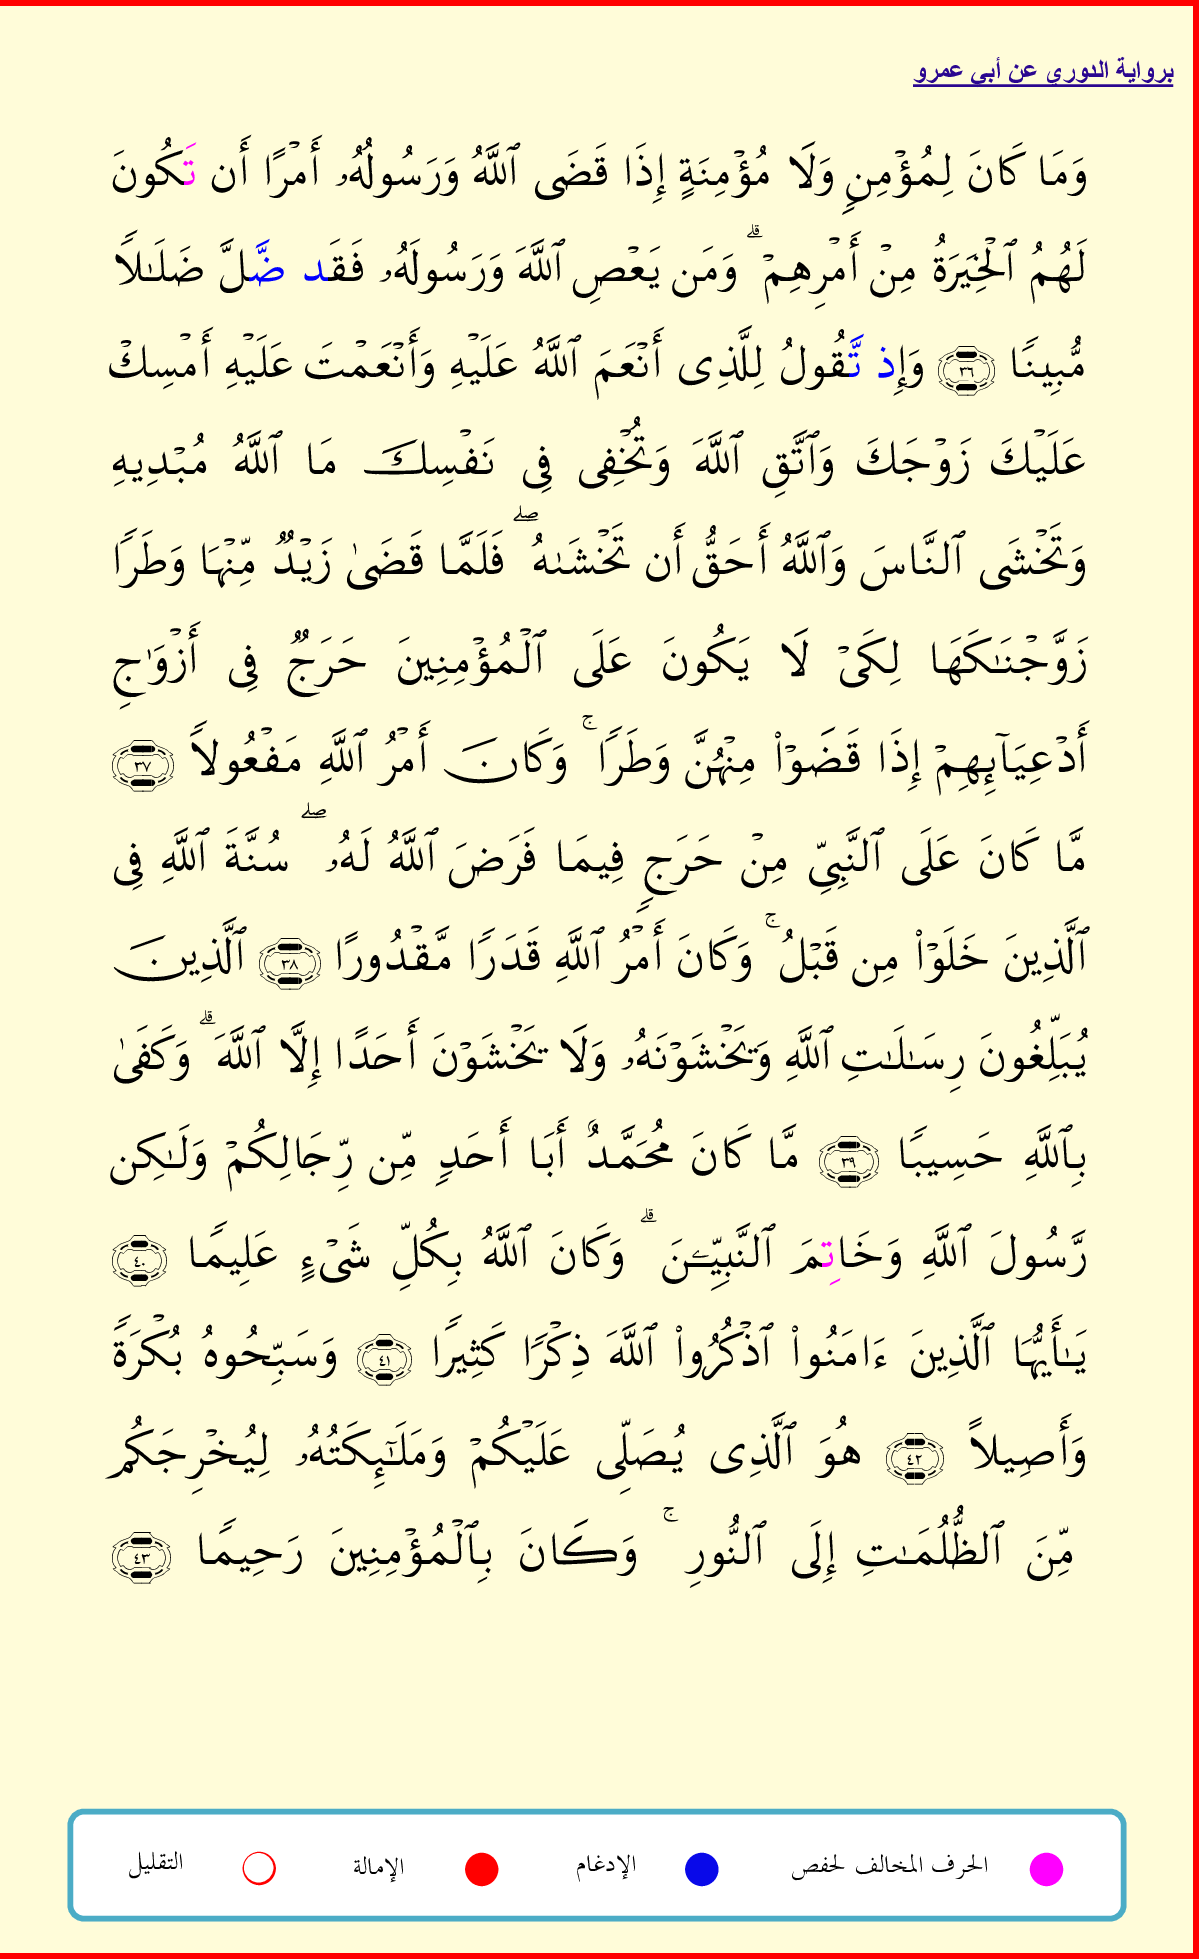 برواية الدوري عن أبي عمرو
وَمَا كَانَ لِمُؤْمِنٍ وَلَا مُؤْمِنَةٍ إِذَا قَضَى ٱللَّهُ وَرَسُولُهُۥ أَمْرًا أَن تَكُونَ
لَهُمُ ٱلْخِيَرَةُ مِنْ أَمْرِهِمْ ۗ وَمَن يَعْصِ ٱللَّهَ وَرَسُولَهُۥ فَقَد ضَّلَّ ضَلَٰلًا
مُّبِينًا ٣٦ وَإِذ تَّقُولُ لِلَّذِى أَنْعَمَ ٱللَّهُ عَلَيْهِ وَأَنْعَمْتَ عَلَيْهِ أَمْسِكْ
عَلَيْكَ زَوْجَكَ وَٱتَّقِ ٱللَّهَ وَتُخْفِى فِى نَفْسِكَ مَا ٱللَّهُ مُبْدِيهِ
وَتَخْشَى ٱلنَّاسَ وَٱللَّهُ أَحَقُّ أَن تَخْشَىٰهُ ۖ فَلَمَّا قَضَىٰ زَيْدٌ مِّنْهَا وَطَرًا
زَوَّجْنَٰكَهَا لِكَىْ لَا يَكُونَ عَلَى ٱلْمُؤْمِنِينَ حَرَجٌ فِى أَزْوَٰجِ
أَدْعِيَآئِهِمْ إِذَا قَضَوْا۟ مِنْهُنَّ وَطَرًا ۚ وَكَانَ أَمْرُ ٱللَّهِ مَفْعُولًا ٣٧
مَّا كَانَ عَلَى ٱلنَّبِىِّ مِنْ حَرَجٍ فِيمَا فَرَضَ ٱللَّهُ لَهُۥ ۖ سُنَّةَ ٱللَّهِ فِى
ٱلَّذِينَ خَلَوْا۟ مِن قَبْلُ ۚ وَكَانَ أَمْرُ ٱللَّهِ قَدَرًا مَّقْدُورًا ٣٨ ٱلَّذِينَ
يُبَلِّغُونَ رِسَٰلَٰتِ ٱللَّهِ وَيَخْشَوْنَهُۥ وَلَا يَخْشَوْنَ أَحَدًا إِلَّا ٱللَّهَ ۗ وَكَفَىٰ
بِٱللَّهِ حَسِيبًا ٣٩ مَّا كَانَ مُحَمَّدٌ أَبَا أَحَدٍ مِّن رِّجَالِكُمْ وَلَٰكِن
رَّسُولَ ٱللَّهِ وَخَاتِمَ ٱلنَّبِيِّـۧنَ ۗ وَكَانَ ٱللَّهُ بِكُلِّ شَىْءٍ عَلِيمًا ٤٠
يَٰأَيُّهَا ٱلَّذِينَ ءَامَنُوا۟ ٱذْكُرُوا۟ ٱللَّهَ ذِكْرًا كَثِيرًا ٤١ وَسَبِّحُوهُ بُكْرَةً
وَأَصِيلًا ٤٢ هُوَ ٱلَّذِى يُصَلِّى عَلَيْكُمْ وَمَلَٰٓئِكَتُهُۥ لِيُخْرِجَكُم
مِّنَ ٱلظُّلُمَٰتِ إِلَى ٱلنُّورِ ۚ وَكَانَ بِٱلْمُؤْمِنِينَ رَحِيمًا ٤٣
الحرف المخالف لحفص الإدغام الإمالة التقليل